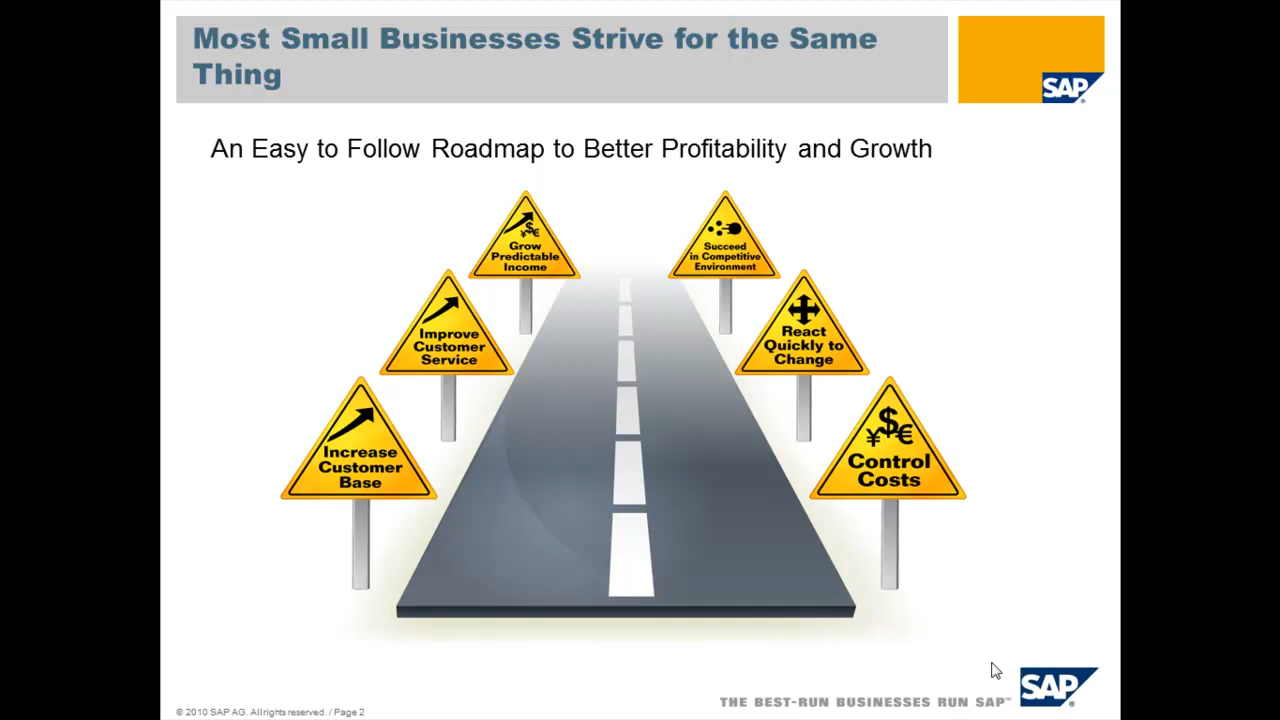 Most Small Businesses Strive for the Same
Thing
SAP
An Easy to Follow Roadmap to Better Profitability and Growth
¥$€
Grow
Predictable
Income
Succeed
in Competitive
Environment
Improve
Customer
Service
React
Quickly to
Change
Increase
Customer
Base
¥$€
Control
Costs
© 2010 SAP AG. All rights reserved. / Page 2
THE BEST-RUN BUSINESSES RUN SAP™
SAP